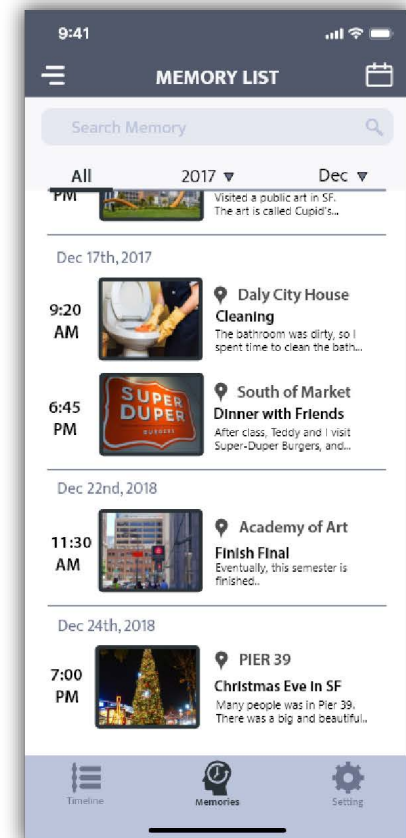 9:41
MEMORY LIST
Search Memory
All 2017 Dec
PM
Visited a public art in SF.
The art is called Cupid's...
Dec 17th, 2017
9:20
AM
Daly City House
Cleaning
The bathroom was dirty, so I
spent time to clean the bath...
6:45
PM
SUPER
DUPER
BURGERS
South of Market
Dinner with Friends
After class, Teddy and I visit
Super-Duper Burgers, and...
Dec 22nd, 2018
11:30
AM
Academy of Art
Finish Final
Eventually, this semester is
finished..
Dec 24th, 2018
7:00
PM
PIER 39
Christmas Eve in SF
Many people was in Pier 39.
There was a big and beautiful..
Timeline Memories Setting